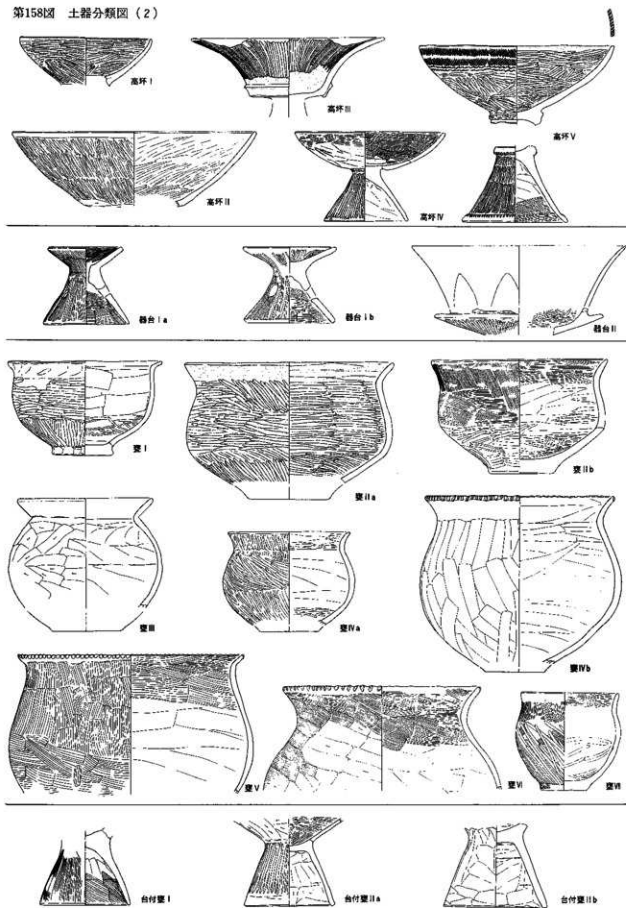 第158図 土器分類図(2)
高坏Ⅰ
高坏Ⅲ
高坏Ⅴ
高坏Ⅱ
高坏Ⅳ
器台Ⅰa
器台Ⅰb
器台Ⅱ
甕Ⅰ
甕Ⅱa
甕Ⅱb
甕Ⅲ
甕Ⅳa
甕Ⅳb
甕Ⅴ
甕Ⅵ
甕Ⅶ
台付甕Ⅰ
台付甕Ⅱa
台付甕Ⅱb